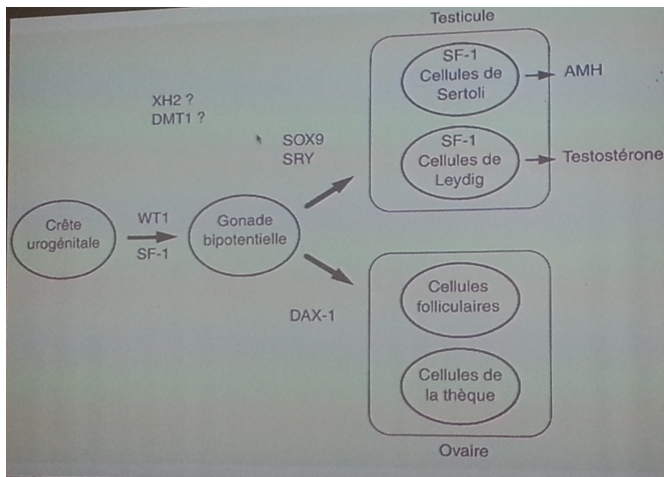 Testicule
SF-1
Cellules de
Sertoli
AMH
XH2 ?
DMT1 ?
SOX9
SRY
SF-1
Cellules de
Leydig
Testostérone
Crête
urogénitale
WT1
SF-1
Gonade
bipotentielle
DAX-1
Cellules
folliculaires
Cellules de
la thèque
Ovaire